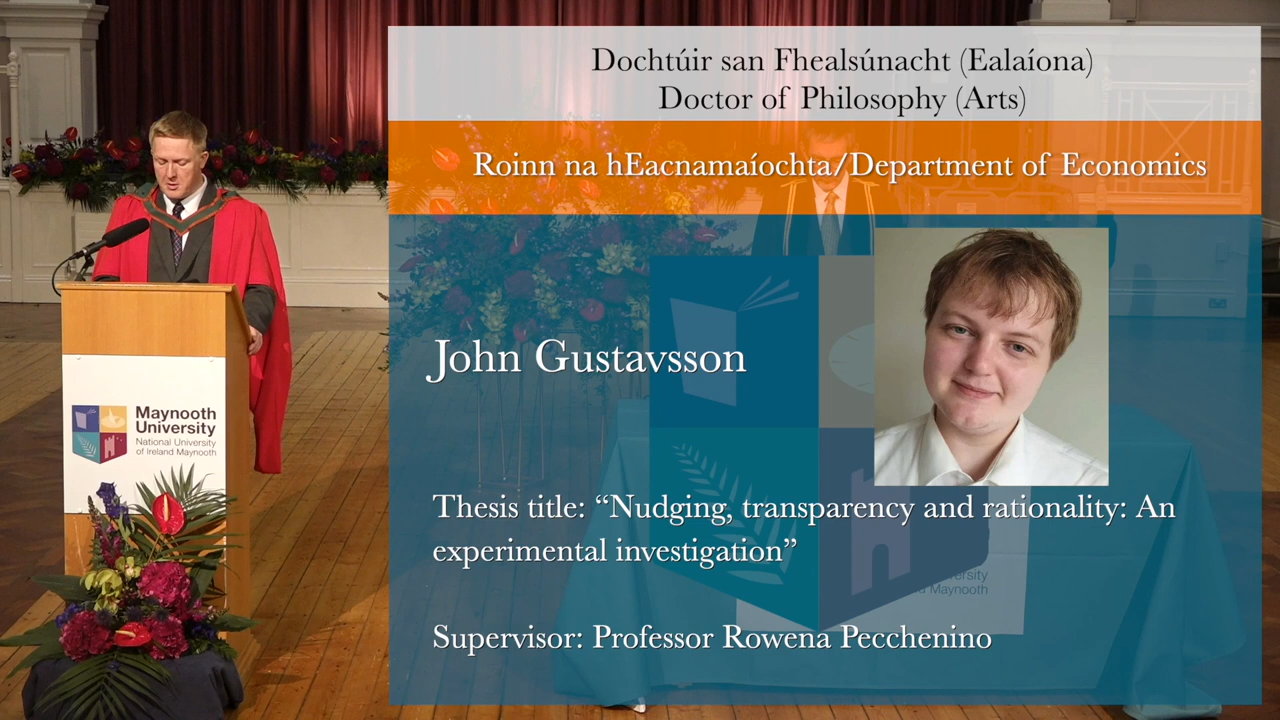 Dochtúir san Fhealsúnacht (Ealaíona)
Doctor of Philosophy (Arts)
Roinn na hEacnamaíochta/Department of Economics
John Gustavsson
Thesis title: “Nudging, transparency and rationality: An
experimental investigation”
Supervisor: Professor Rowena Pecchenino
Maynooth
University
National University
of Ireland Maynooth
Maynooth